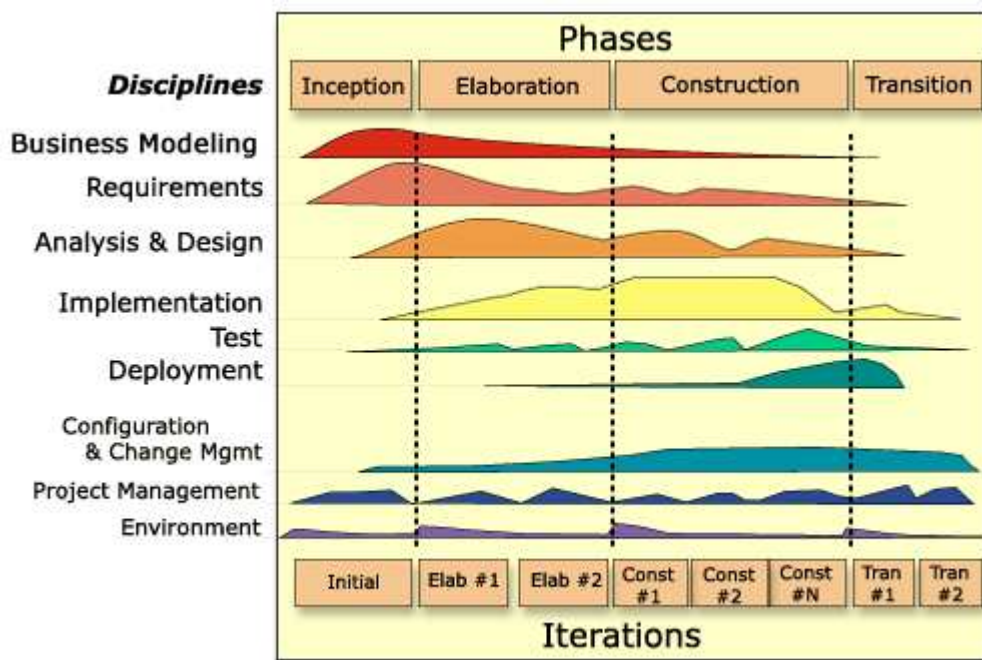 Phases
Disciplines
Inception
Elaboration
Construction
Transition
Business Modeling
Requirements
Analysis & Design
Implementation
Test
Deployment
Configuration
& Change Mgmt
Project Management
Environment
Initial
Elab #1
Elab #2
Const
#1
Const
#2
Const
#N
Tran
#1
Tran
#2
Iterations